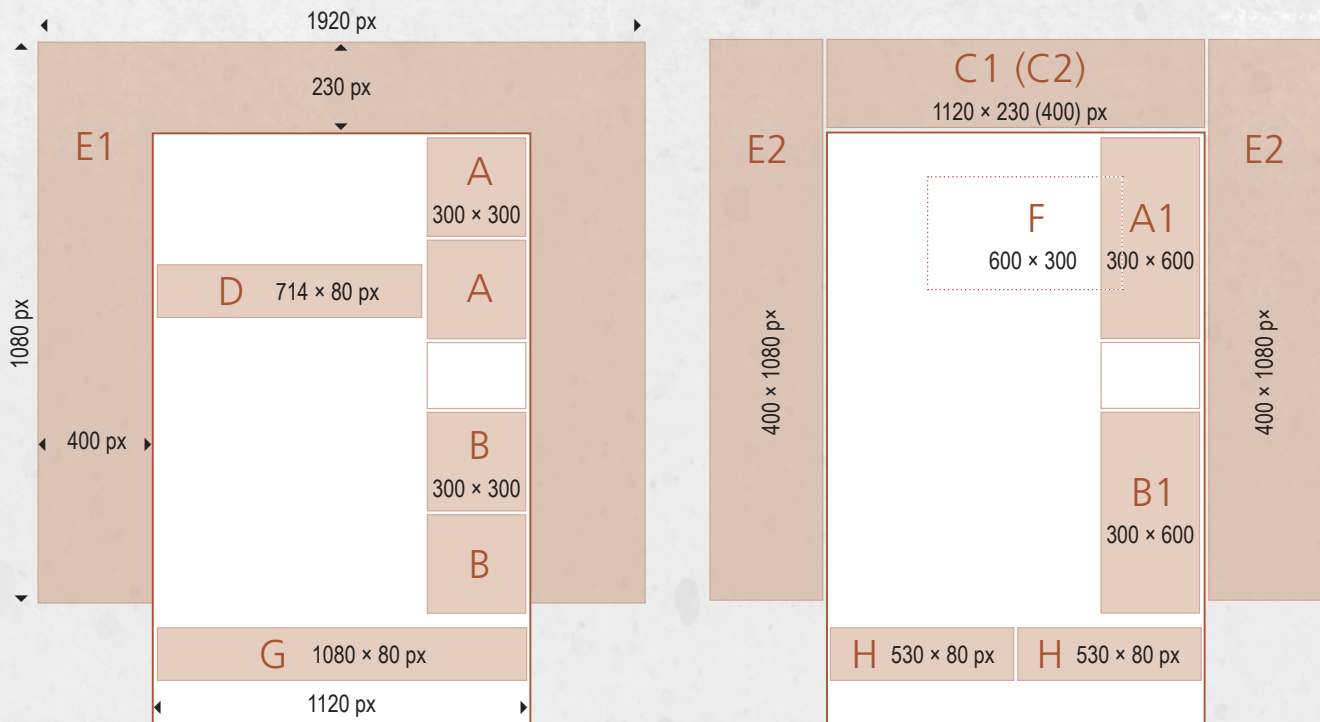 1920 px
230 px
E1
A
300 × 300
A
D 714 × 80 px
1080 px
400 px
B
300 × 300
B
G 1080 × 80 px
1120 px
C1 (C2)
1120 × 230 (400) px
E2
E2
F
600 × 300
A1
300 × 600
400 × 1080 px
400 × 1080 px
B1
300 × 600
H 530 × 80 px
H 530 × 80 px